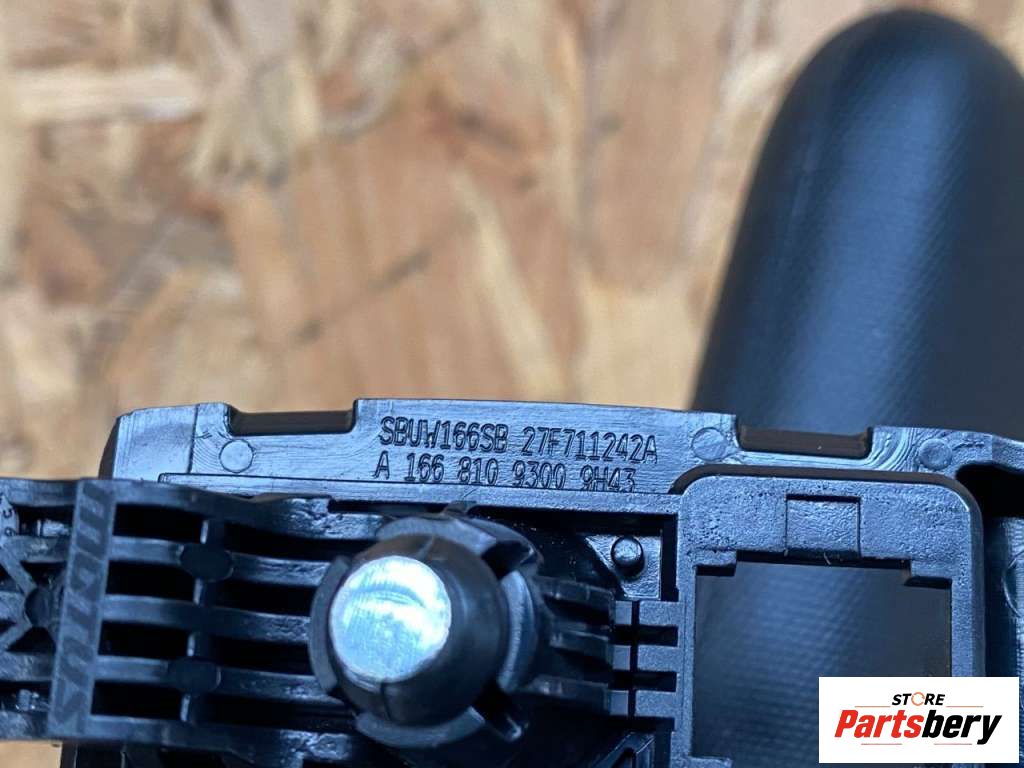 SBUW166SB 27F711242A
A 166 810 9300 9H43
STORE
Partsbery